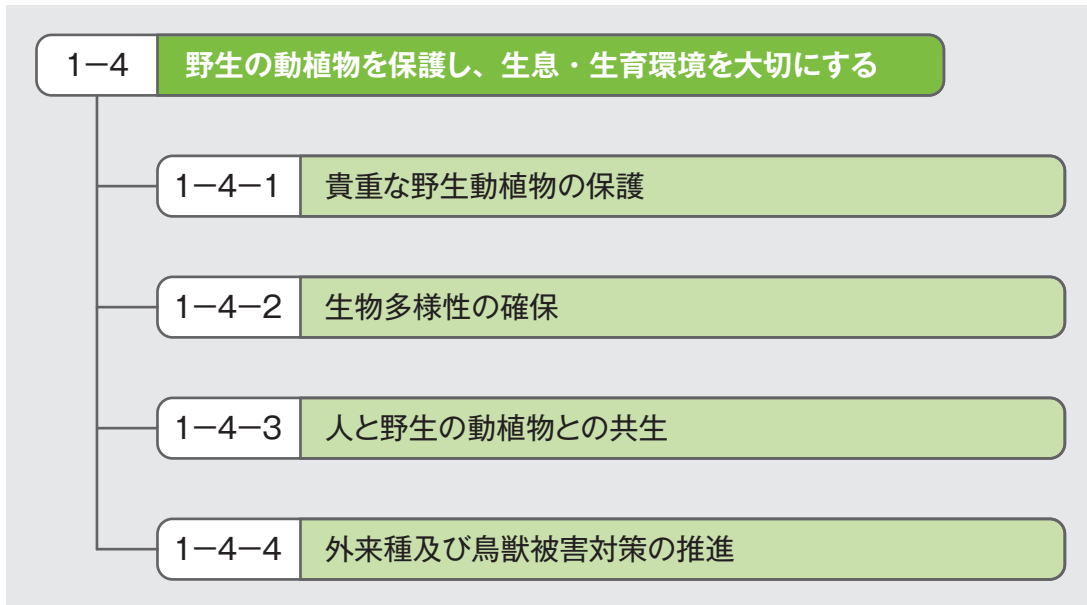 1−4 野生の動植物を保護し、生息・生育環境を大切にする
1−4−1 貴重な野生動植物の保護
1−4−2 生物多様性の確保
1−4−3 人と野生の動植物との共生
1−4−4 外来種及び鳥獣被害対策の推進